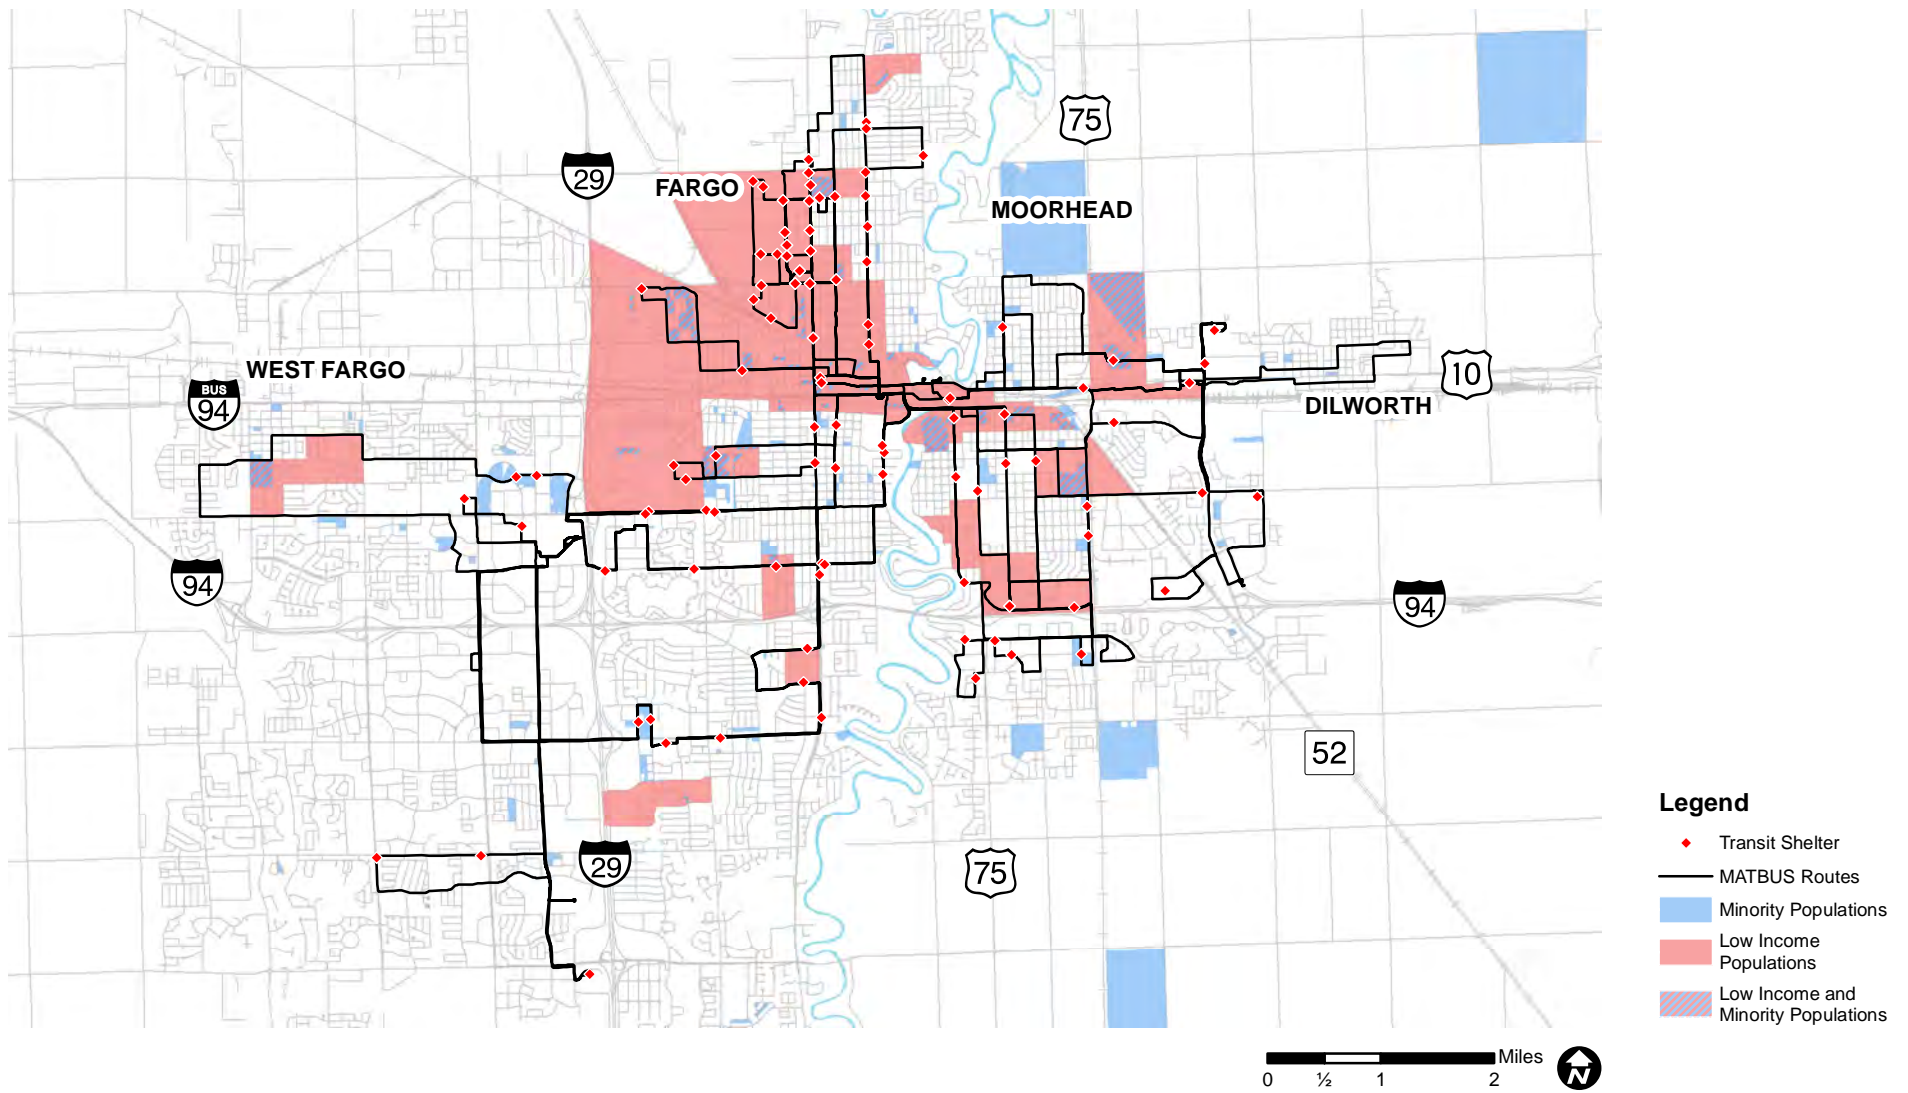 75
29
FARGO
MOORHEAD
WEST FARGO
BUS
94
10
DILWORTH
94
94
52
29
75
Legend
Transit Shelter
MATBUS Routes
Minority Populations
Low Income
Populations
Low Income and
Minority Populations
Miles
0 ½ 1 2
N